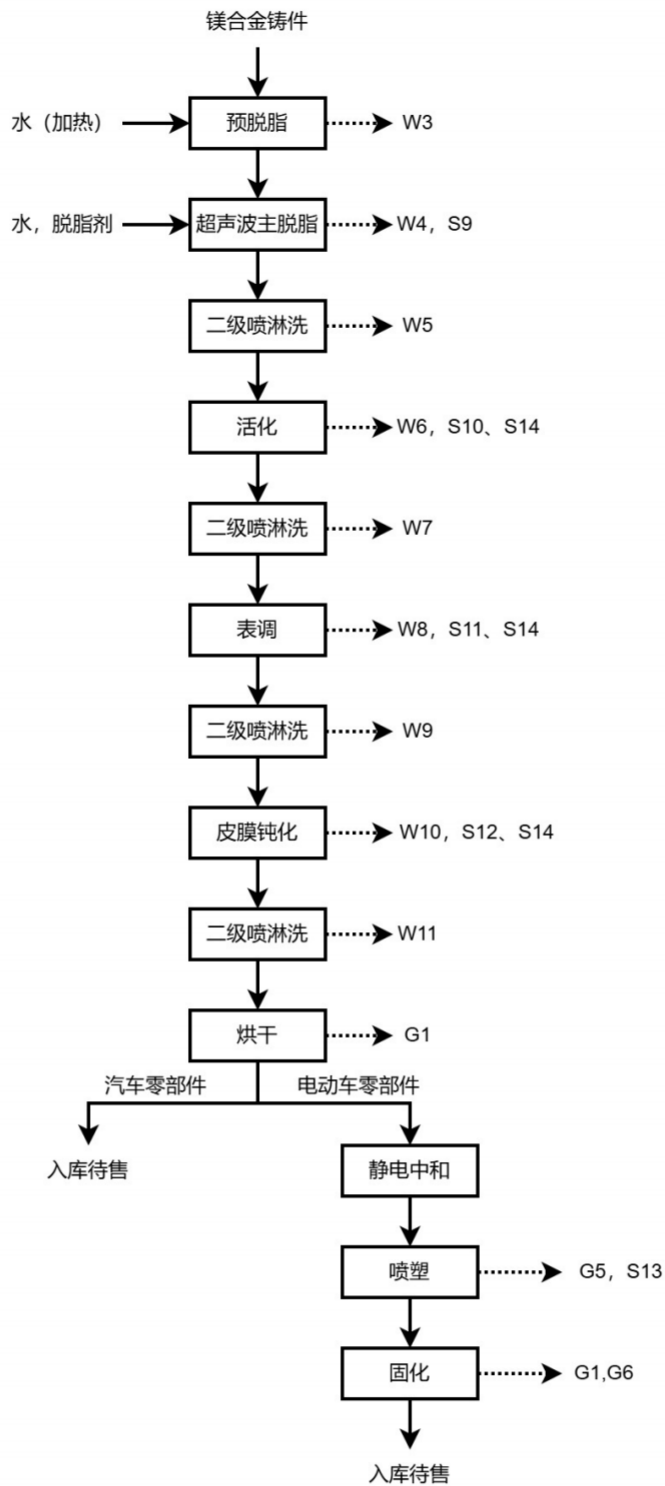 镁合金铸件
水（加热）
预脱脂
W3
水，脱脂剂
超声波主脱脂
W4，S9
二级喷淋洗
W5
活化
W6，S10、S14
二级喷淋洗
W7
表调
W8，S11、S14
二级喷淋洗
W9
皮膜钝化
W10，S12、S14
二级喷淋洗
W11
烘干
G1
汽车零部件
电动车零部件
入库待售
静电中和
喷塑
G5，S13
固化
G1,G6
入库待售